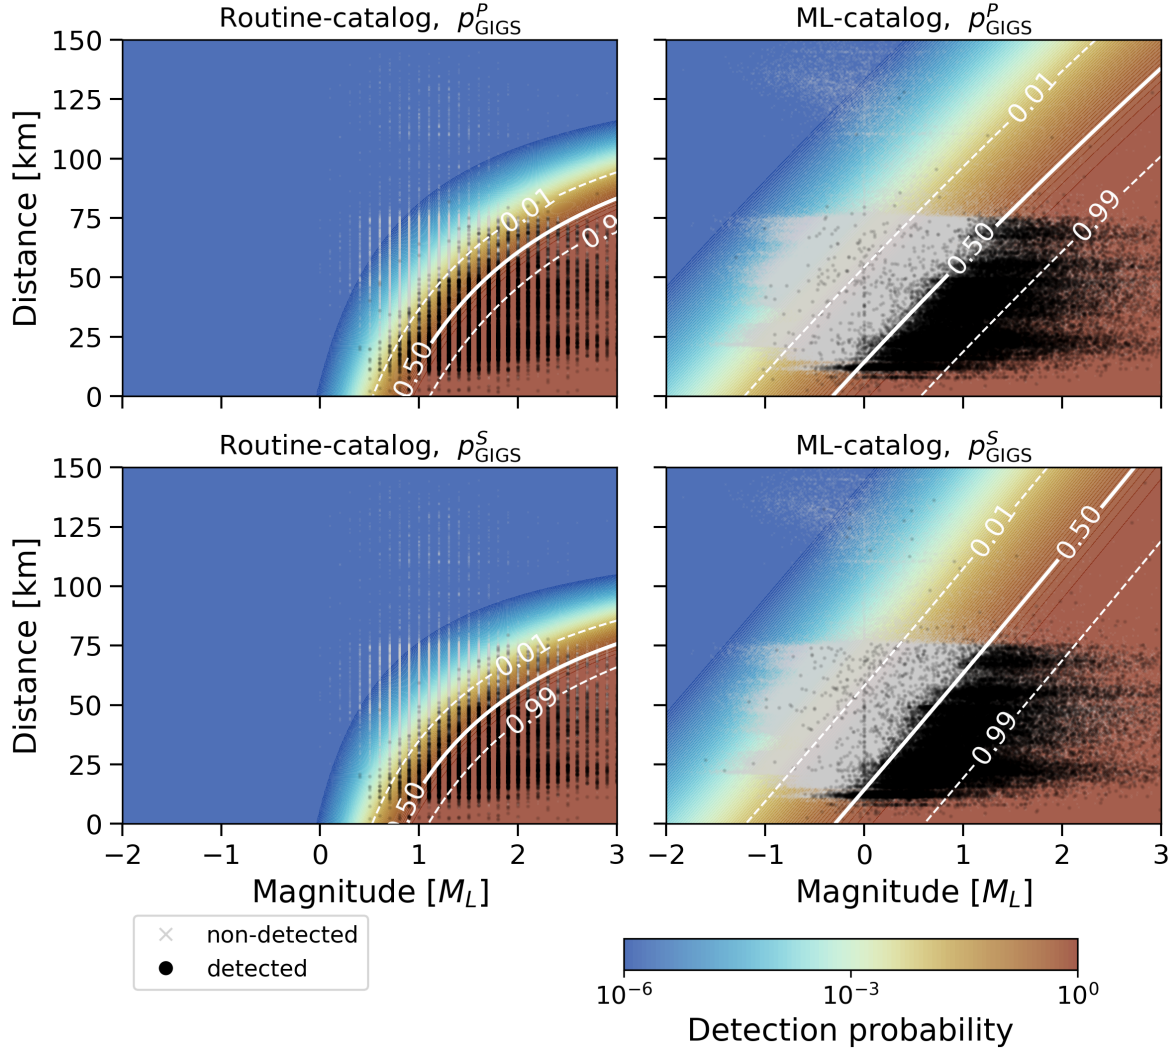 Routine-catalog, p^P_GIGS
ML-catalog, p^P_GIGS
150
125
100
75
50
25
0
Distance [km]
0.01
0.50
0.9
0.01
0.50
0.99
Routine-catalog, p^S_GIGS
ML-catalog, p^S_GIGS
150
125
100
75
50
25
0
Distance [km]
0.01
0.99
.50
0.01
0.50
0.99
−2 −1 0 1 2 3
−2 −1 0 1 2 3
Magnitude [M_L]
Magnitude [M_L]
non-detected
detected
10^−6 10^−3 10^0
Detection probability